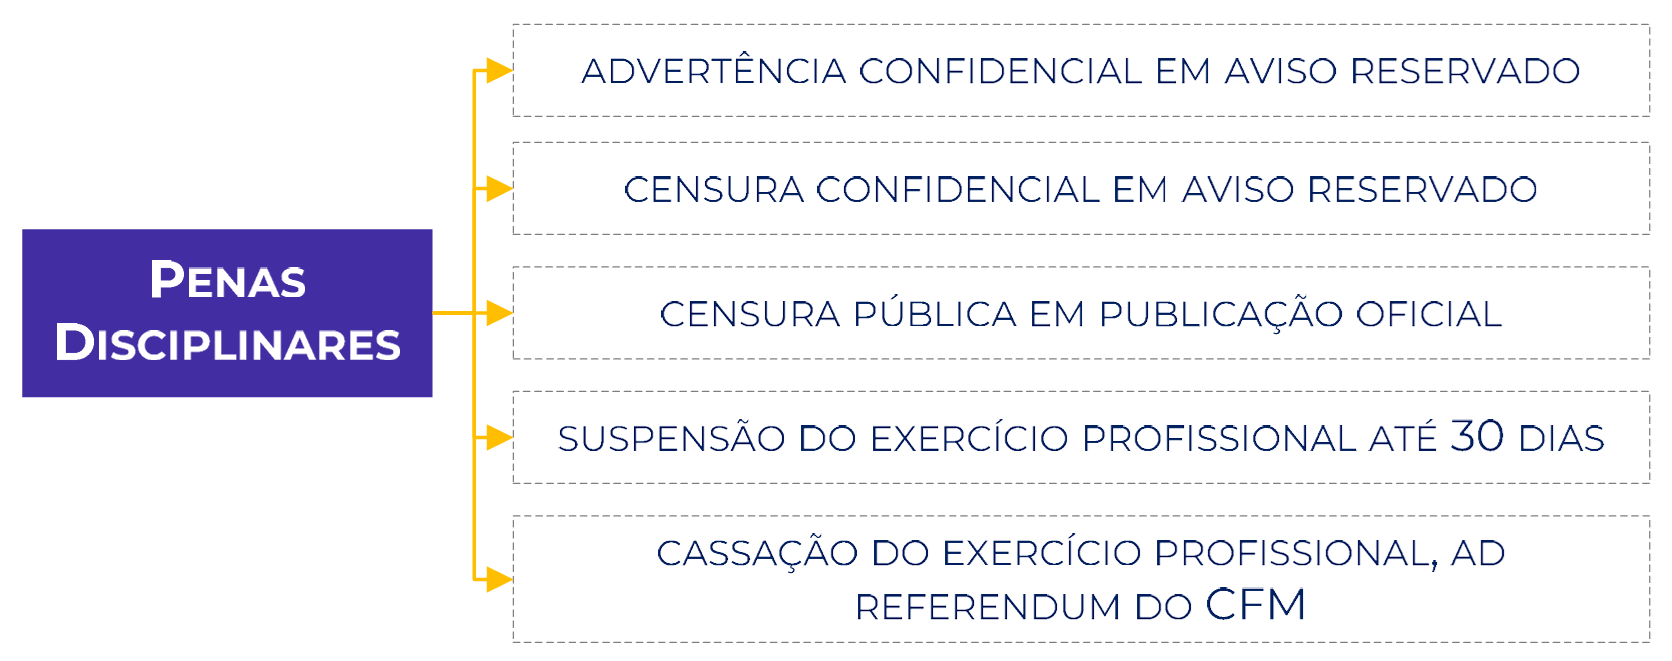 PENAS
DISCIPLINARES
ADVERTÊNCIA CONFIDENCIAL EM AVISO RESERVADO
CENSURA CONFIDENCIAL EM AVISO RESERVADO
CENSURA PÚBLICA EM PUBLICAÇÃO OFICIAL
SUSPENSÃO DO EXERCÍCIO PROFISSIONAL ATÉ 30 DIAS
CASSAÇÃO DO EXERCÍCIO PROFISSIONAL, AD
REFERENDUM DO CFM